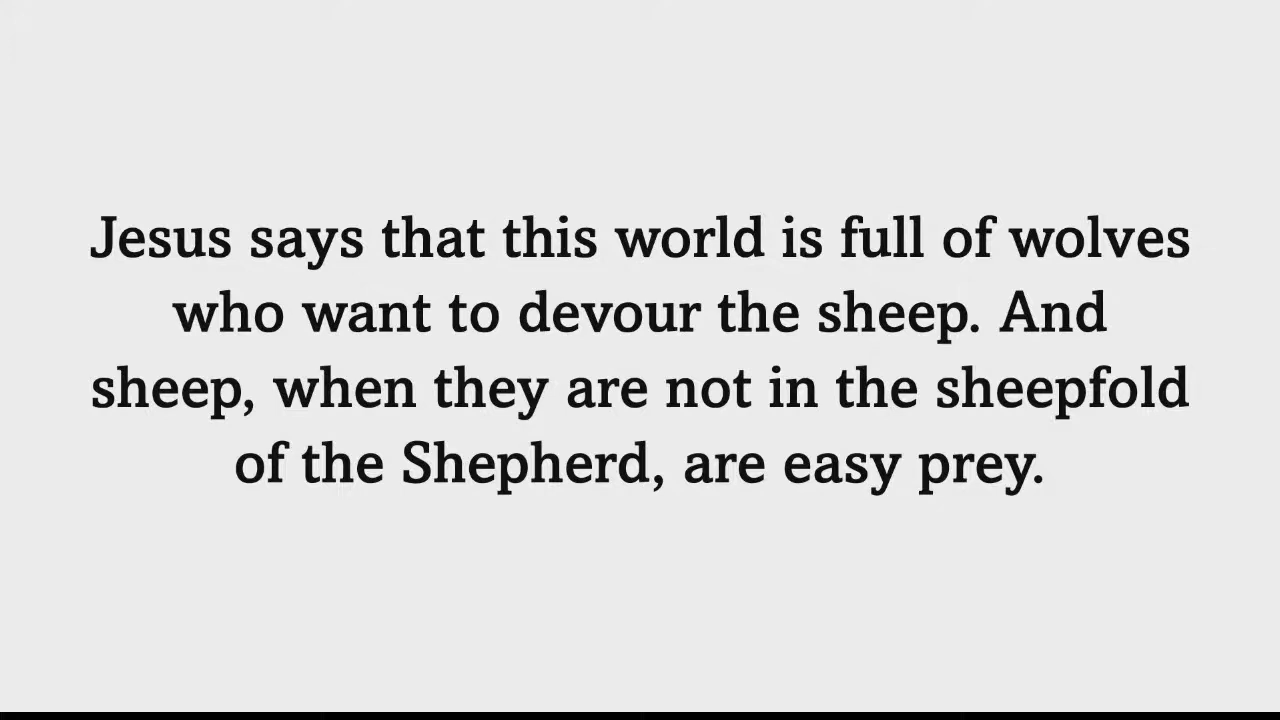 Jesus says that this world is full of wolves
who want to devour the sheep. And
sheep, when they are not in the sheepfold
of the Shepherd, are easy prey.